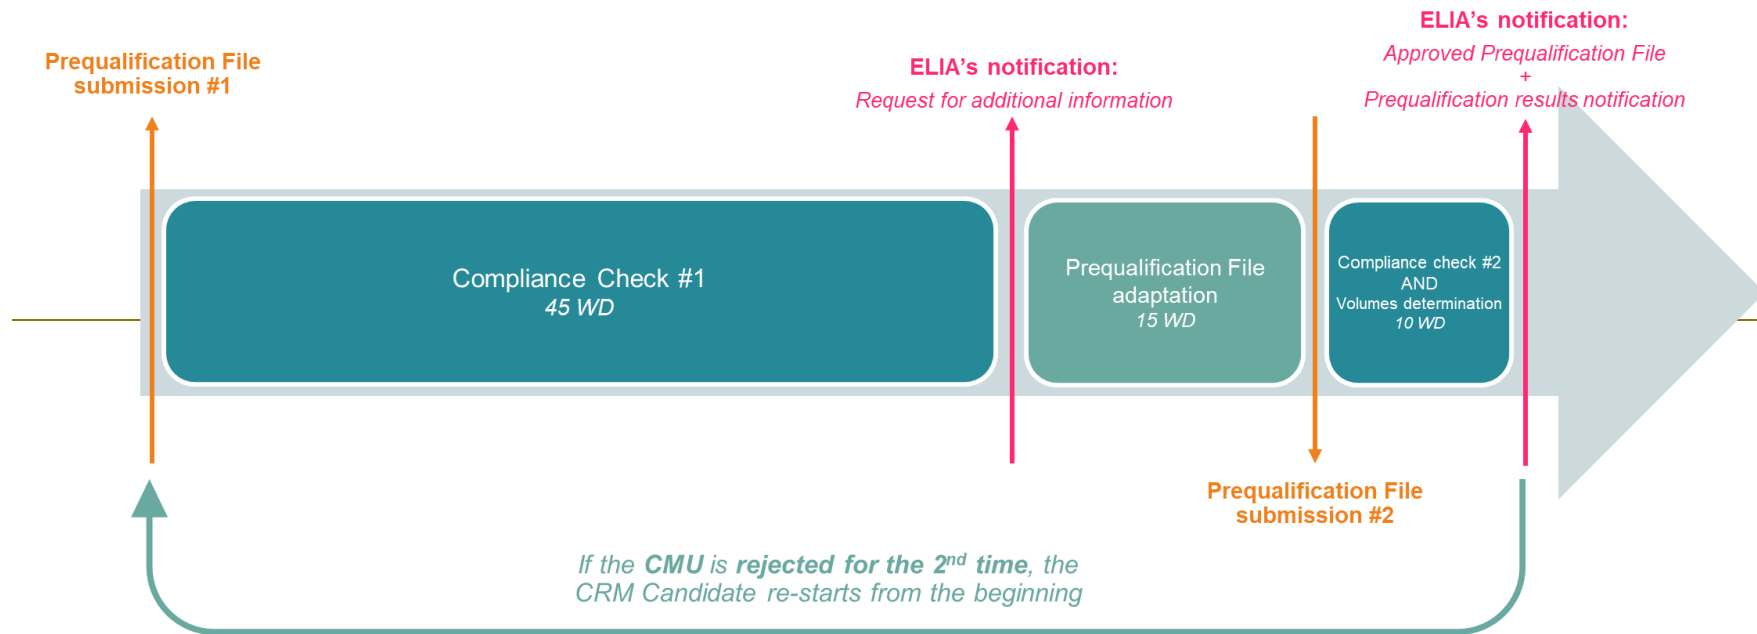 Prequalification File
submission #1
ELIA’s notification:
Request for additional information
ELIA’s notification:
Approved Prequalification File
+
Prequalification results notification
Compliance Check #1
45 WD
Prequalification File
adaptation
15 WD
Compliance check #2
AND
Volumes determination
10 WD
Prequalification File
submission #2
If the CMU is rejected for the 2nd time, the
CRM Candidate re-starts from the beginning